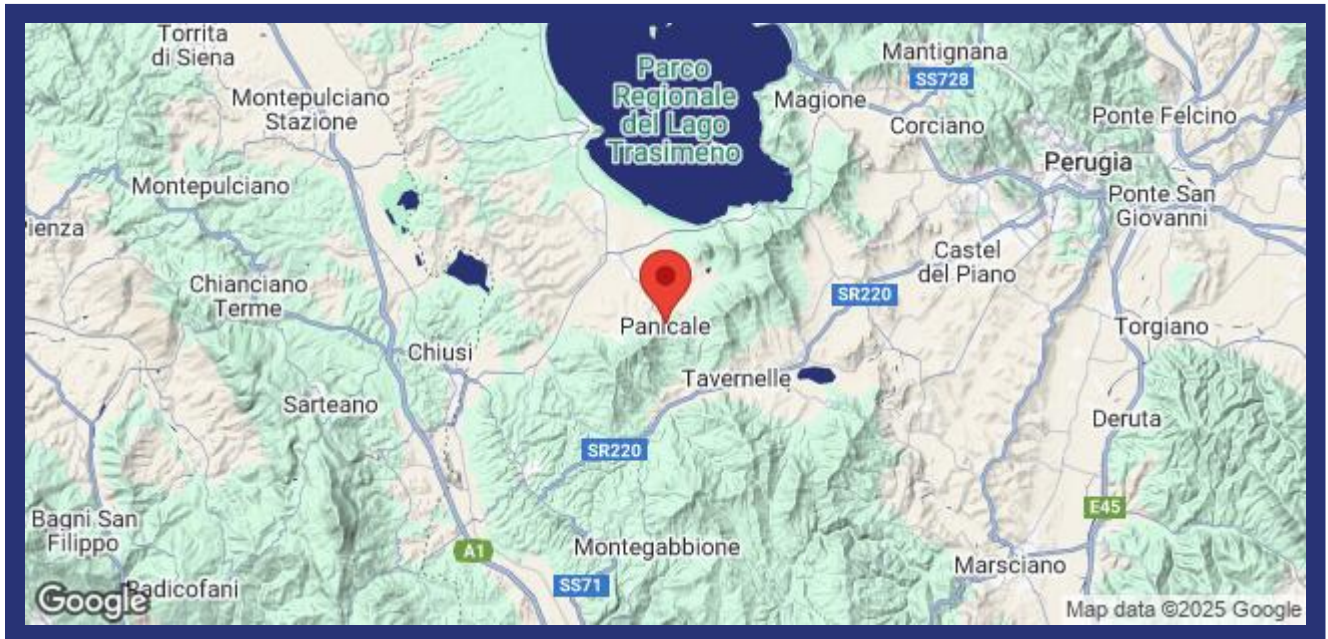 Torrita
di Siena
Montepulciano
Stazione
Parco
Regionale
del Lago
Trasimeno
Mantignana
SS728
Magione
Corciano
Ponte Felcino
Perugia
Montepulciano
Ponte San
Giovanni
ienza
Castel
del Piano
Chianciano
Terme
SR220
Panicale
Torgiano
Chiusi
Tavernelle
Sarteano
Deruta
SR220
E45
Bagni San
Filippo
A1
Montegabbione
Marsciano
SS71
Radicofani
Google
Map data ©2025 Google